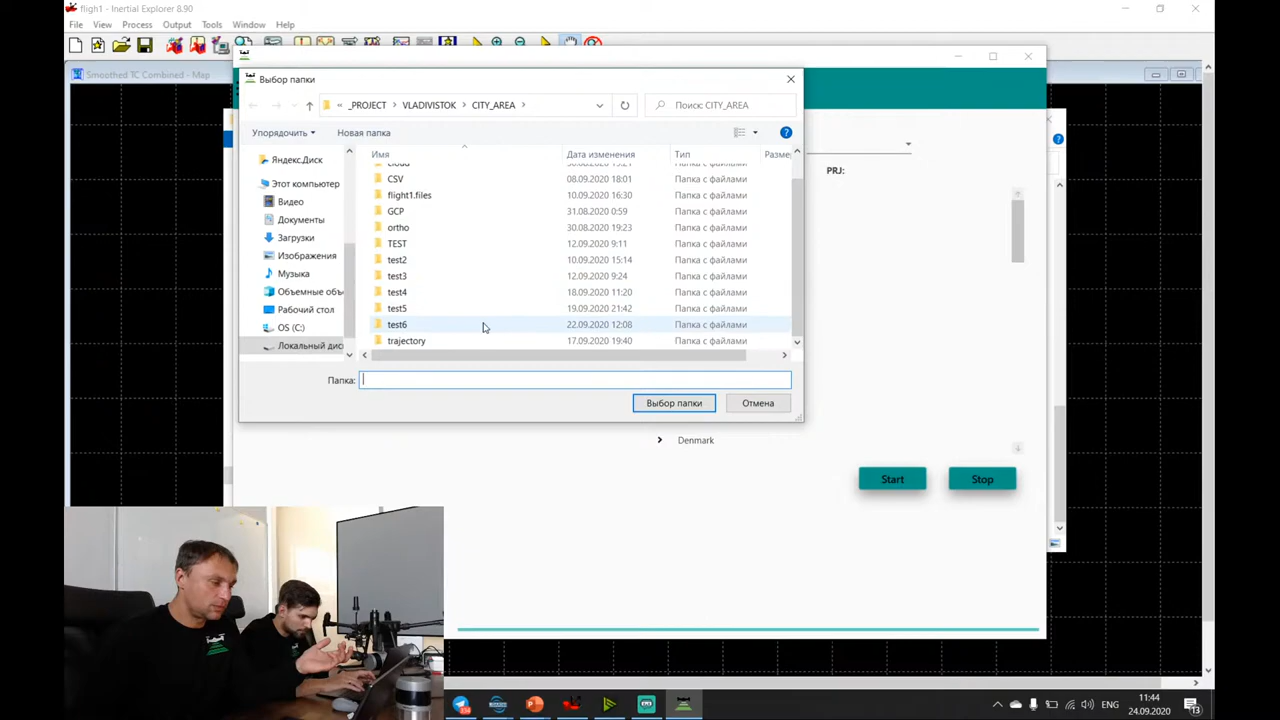 fligh1 - Inertial Explorer 8.90
File View Process Output Tools Window Help
Smoothed TC Combined - Map
Выбор папки
« _PROJECT > VLADIVISTOK > CITY_AREA >
Поиск: CITY_AREA
Упорядочить
Новая папка
Имя
Дата изменения
Тип
Разме
cloud
CSV 08.09.2020 18:01 Папка с файлами
flight1.files 10.09.2020 16:30 Папка с файлами
GCP 31.08.2020 0:59 Папка с файлами
ortho 30.08.2020 19:23 Папка с файлами
TEST 12.09.2020 9:11 Папка с файлами
test2 10.09.2020 15:14 Папка с файлами
test3 12.09.2020 9:24 Папка с файлами
test4 18.09.2020 11:20 Папка с файлами
test5 19.09.2020 21:42 Папка с файлами
test6 22.09.2020 12:08 Папка с файлами
trajectory 17.09.2020 19:40 Папка с файлами
Яндекс.Диск
Этот компьютер
Видео
Документы
Загрузки
Изображения
Музыка
Объемные объ
Рабочий стол
OS (C:)
Локальный дис
Папка:
Выбор папки
Отмена
PRJ:
> Denmark
Start
Stop
11:44
ENG
24.09.2020